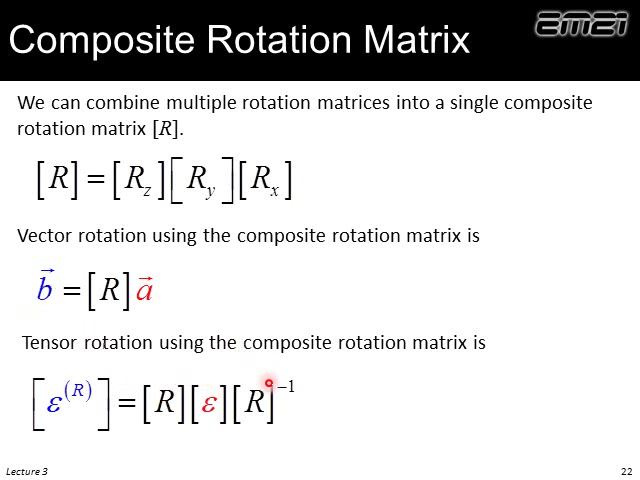 Composite Rotation Matrix
EM21
We can combine multiple rotation matrices into a single composite
rotation matrix [R].
[R] = [R_z][R_y][R_x]
Vector rotation using the composite rotation matrix is
b⃗ = [R] a⃗
Tensor rotation using the composite rotation matrix is
[ε^(R)] = [R][ε][R]^−1
Lecture 3
22